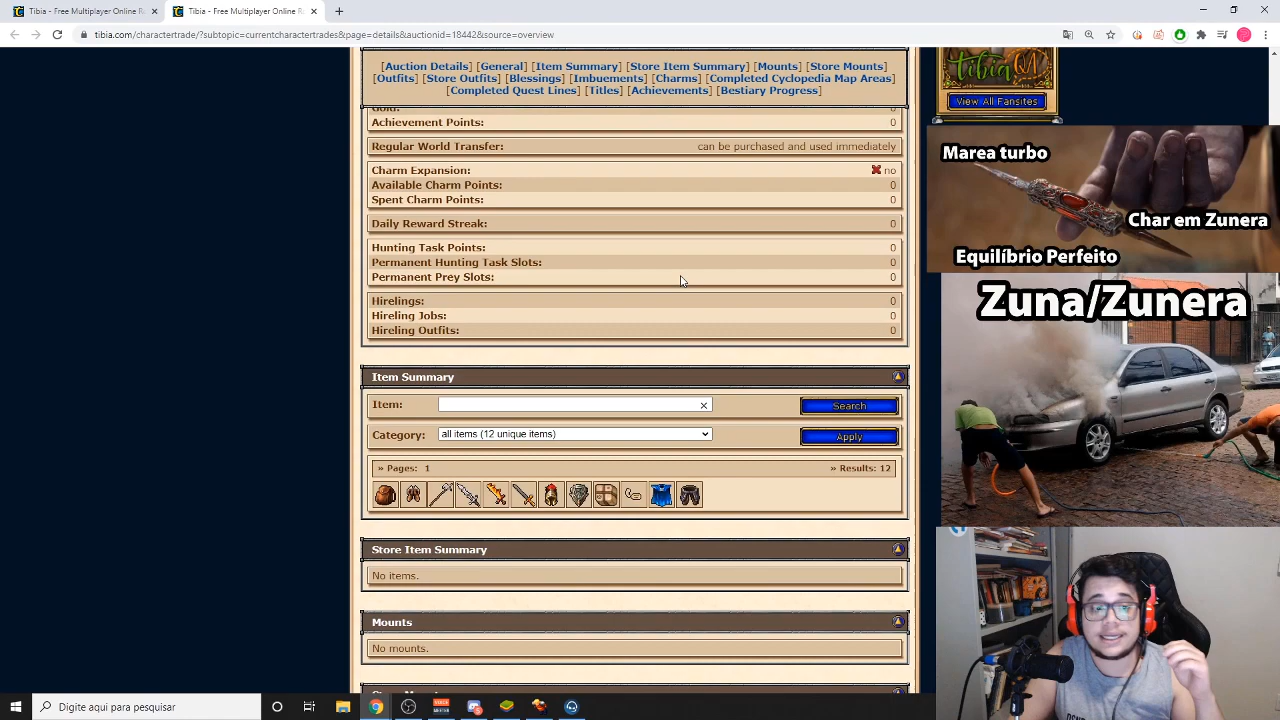 Tibia - Free Multiplayer Online R
Tibia - Free Multiplayer Online R
tibia.com/charactertrade/?subtopic=currentcharactertrades&page=details&auctionid=18442&source=overview
[Auction Details] [General] [Item Summary] [Store Item Summary] [Mounts] [Store Mounts]
[Outfits] [Store Outfits] [Blessings] [Imbuements] [Charms] [Completed Cyclopedia Map Areas]
[Completed Quest Lines] [Titles] [Achievements] [Bestiary Progress]
Gold: 0
Achievement Points: 0
Regular World Transfer: can be purchased and used immediately
Charm Expansion: no
Available Charm Points: 0
Spent Charm Points: 0
Daily Reward Streak: 0
Hunting Task Points: 0
Permanent Hunting Task Slots: 0
Permanent Prey Slots: 0
Hirelings: 0
Hireling Jobs: 0
Hireling Outfits: 0
Item Summary
Item: Search
Category: all items (12 unique items) Apply
» Pages: 1 » Results: 12
Store Item Summary
No items.
Mounts
No mounts.
View All Fansites
Marea turbo
Char em Zunera
Equilíbrio Perfeito
Zuna/Zunera
Digite aqui para pesquisar